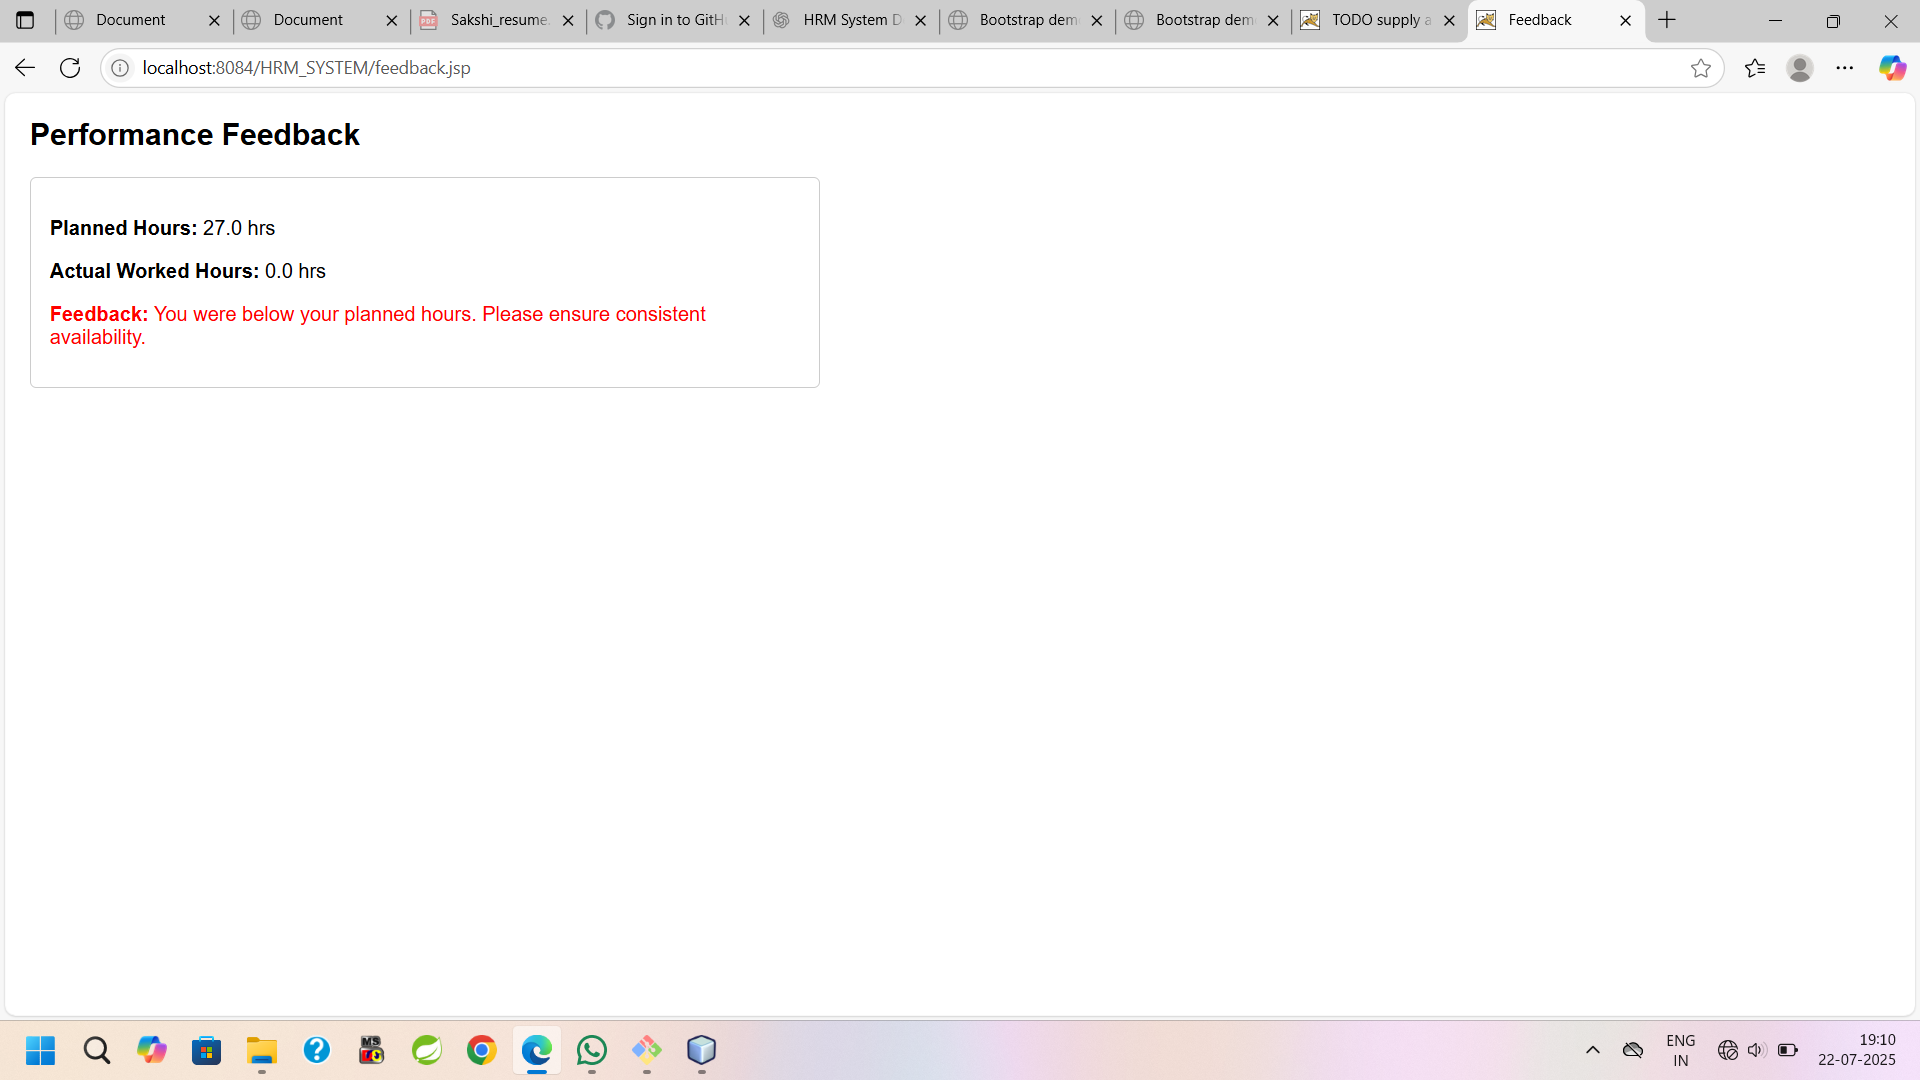 Document
Document
Sakshi_resume.
Sign in to GitH
HRM System D
Bootstrap dem
Bootstrap dem
TODO supply a
Feedback
localhost:8084/HRM_SYSTEM/feedback.jsp
Performance Feedback
Planned Hours: 27.0 hrs
Actual Worked Hours: 0.0 hrs
Feedback: You were below your planned hours. Please ensure consistent
availability.
ENG
IN
19:10
22-07-2025